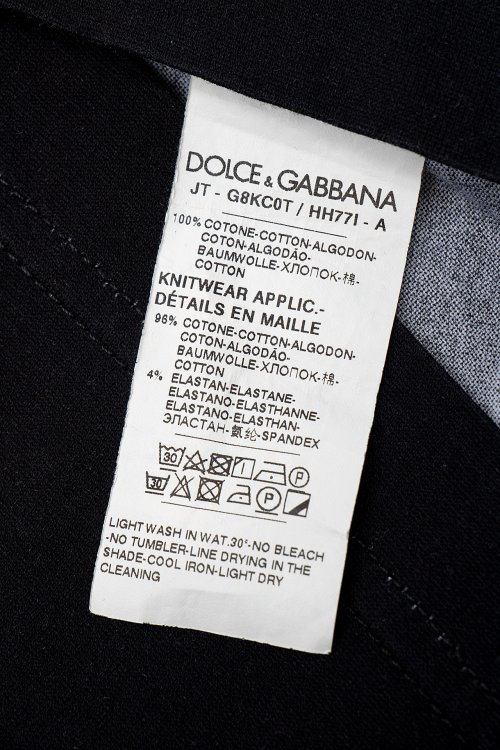 DOLCE & GABBANA
JT - G8KC0T / HH77I - A
100% COTONE-COTTON-ALGODON-
COTON-ALGODÃO-
BAUMWOLLE-ХЛОПОК-棉-
COTTON
KNITWEAR APPLIC.-
DÉTAILS EN MAILLE
96% COTONE-COTTON-ALGODON-
COTON-ALGODÃO-
BAUMWOLLE-ХЛОПОК-棉-
COTTON
4% ELASTAN-ELASTANE-
ELASTANO-ELASTHANNE-
ELASTANO-ELASTHAN-
ЭЛАСТАН-氨纶-SPANDEX
30 P
30 P
LIGHT WASH IN WAT.30°-NO BLEACH
-NO TUMBLER-LINE DRYING IN THE
SHADE-COOL IRON-LIGHT DRY
CLEANING